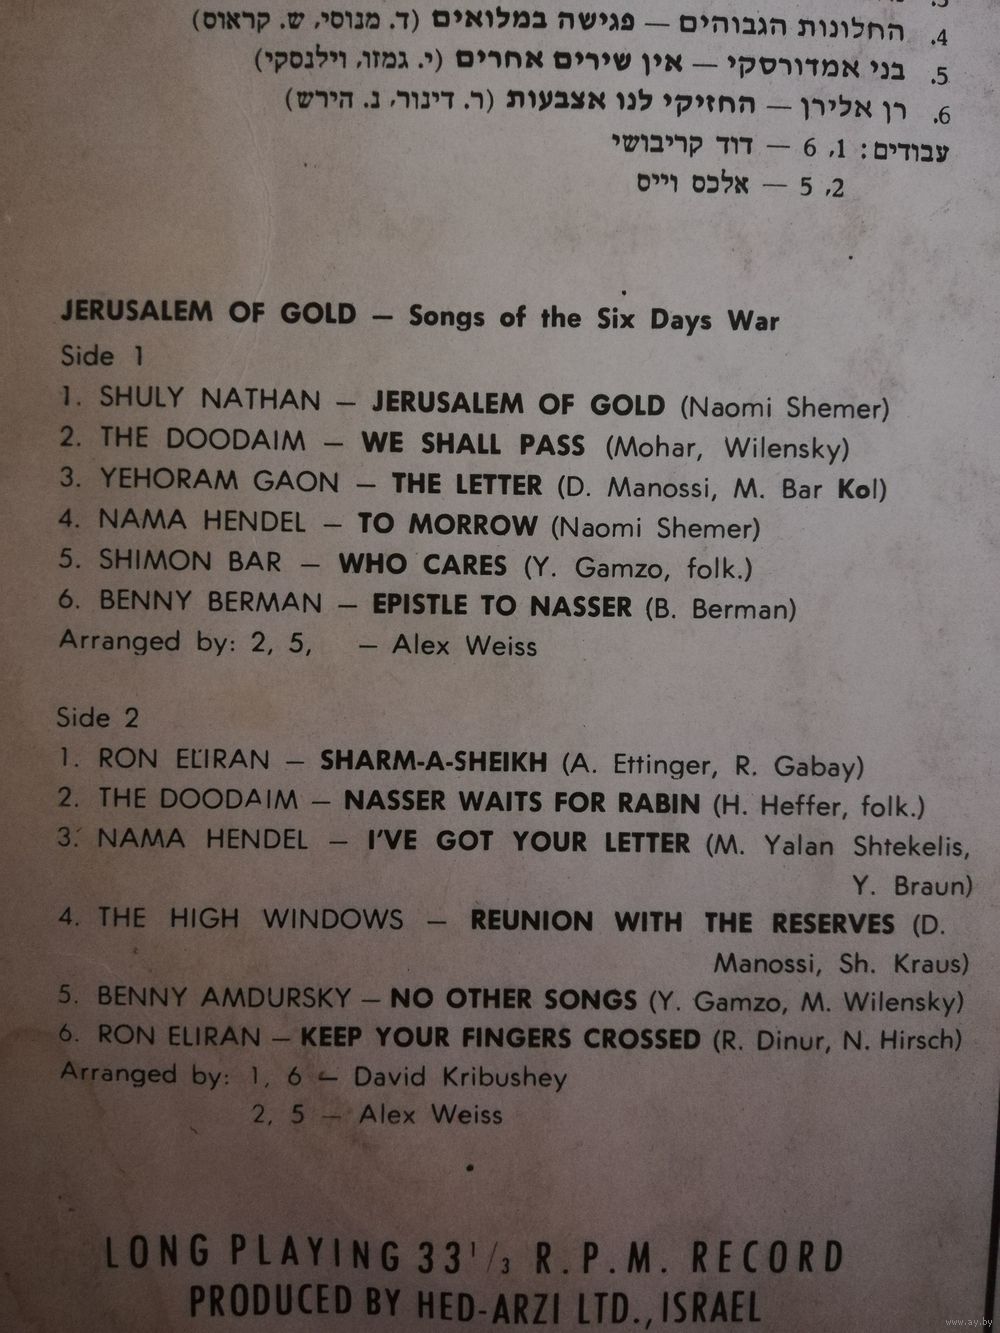 4. החלונות הגבוהים — פגישה במלואים (ד. מנוסי, ש. קראוס)
5. בני אמדורסקי — אין שירים אחרים (י. גמזו, וילנסקי)
6. רן אלירן — החזיקי לנו אצבעות (ר. דינור, נ. הירש)
עבודים: 1, 6 — דוד קריבושי
2, 5 — אלכס וייס
JERUSALEM OF GOLD — Songs of the Six Days War
Side 1
1. SHULY NATHAN — JERUSALEM OF GOLD (Naomi Shemer)
2. THE DOODAIM — WE SHALL PASS (Mohar, Wilensky)
3. YEHORAM GAON — THE LETTER (D. Manossi, M. Bar Kol)
4. NAMA HENDEL — TO MORROW (Naomi Shemer)
5. SHIMON BAR — WHO CARES (Y. Gamzo, folk.)
6. BENNY BERMAN — EPISTLE TO NASSER (B. Berman)
Arranged by: 2, 5, — Alex Weiss
Side 2
1. RON ELIRAN — SHARM-A-SHEIKH (A. Ettinger, R. Gabay)
2. THE DOODAIM — NASSER WAITS FOR RABIN (H. Heffer, folk.)
3. NAMA HENDEL — I'VE GOT YOUR LETTER (M. Yalan Shtekelis,
Y. Braun)
4. THE HIGH WINDOWS — REUNION WITH THE RESERVES (D.
Manossi, Sh. Kraus)
5. BENNY AMDURSKY — NO OTHER SONGS (Y. Gamzo, M. Wilensky)
6. RON ELIRAN — KEEP YOUR FINGERS CROSSED (R. Dinur, N. Hirsch)
Arranged by: 1, 6 — David Kribushey
2, 5 — Alex Weiss
LONG PLAYING 33 1/3 R.P.M. RECORD
PRODUCED BY HED-ARZI LTD., ISRAEL
www.ay.by